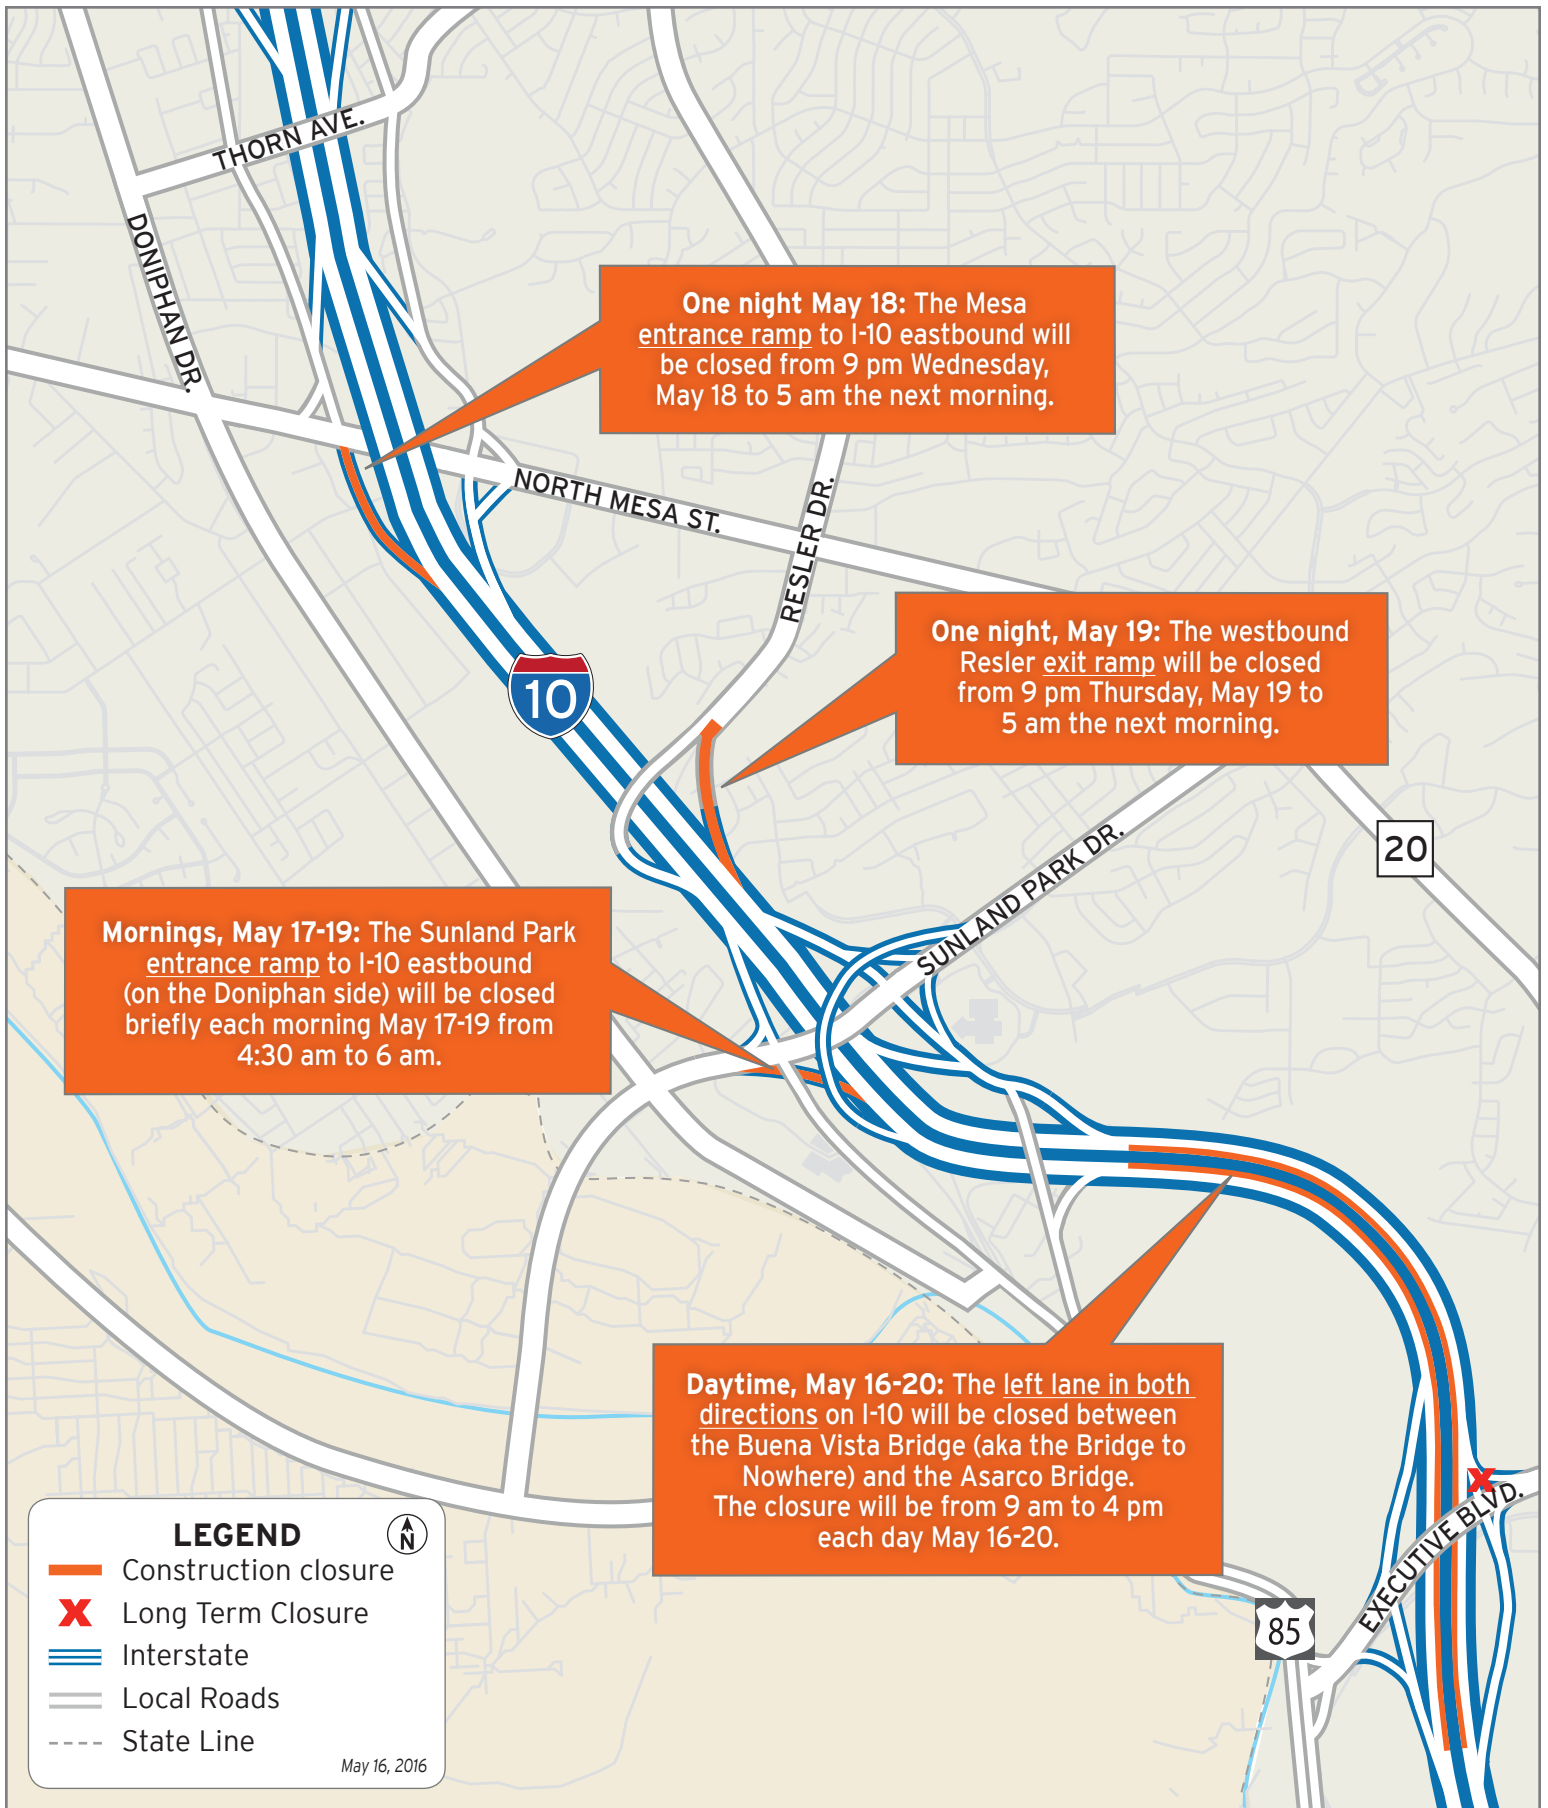 THORN AVE.
DONIPHAN DR.
One night May 18: The Mesa
entrance ramp to I-10 eastbound will
be closed from 9 pm Wednesday,
May 18 to 5 am the next morning.
NORTH MESA ST.
RESLER DR.
One night, May 19: The westbound
Resler exit ramp will be closed
from 9 pm Thursday, May 19 to
5 am the next morning.
10
SUNLAND PARK DR.
20
Mornings, May 17-19: The Sunland Park
entrance ramp to I-10 eastbound
(on the Doniphan side) will be closed
briefly each morning May 17-19 from
4:30 am to 6 am.
Daytime, May 16-20: The left lane in both
directions on I-10 will be closed between
the Buena Vista Bridge (aka the Bridge to
Nowhere) and the Asarco Bridge.
The closure will be from 9 am to 4 pm
each day May 16-20.
X
EXECUTIVE BLVD.
85
LEGEND
N
Construction closure
X Long Term Closure
Interstate
Local Roads
State Line
May 16, 2016